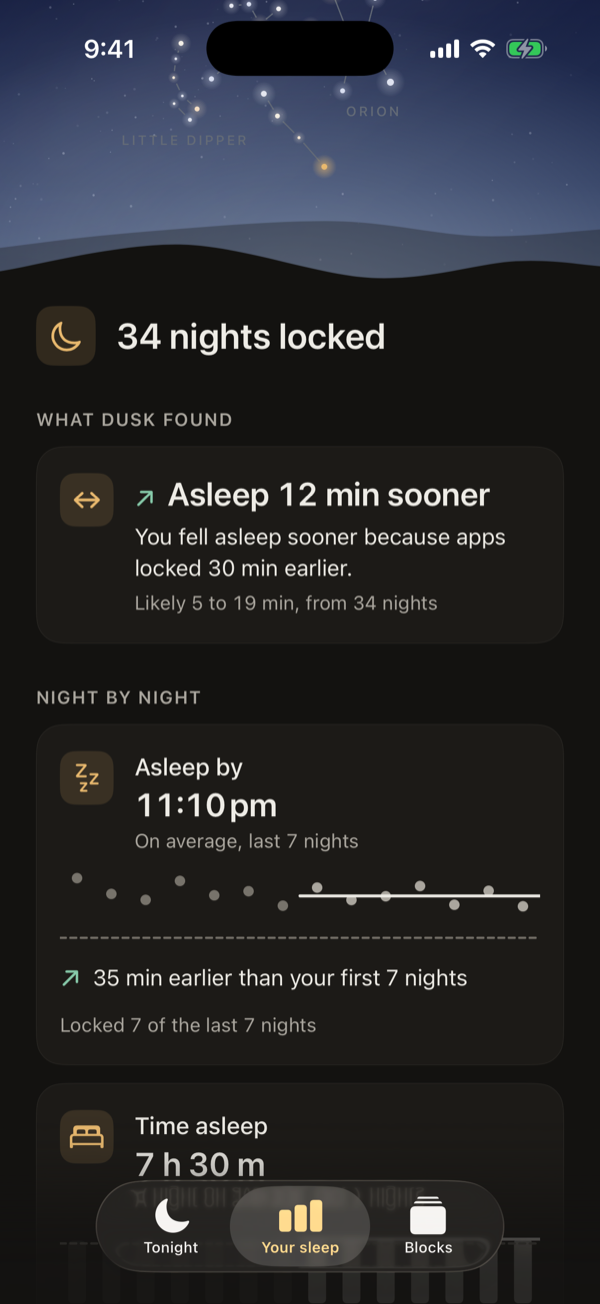 9:41
ORION
LITTLE DIPPER
34 nights locked
WHAT DUSK FOUND
Asleep 12 min sooner
You fell asleep sooner because apps
locked 30 min earlier.
Likely 5 to 19 min, from 34 nights
NIGHT BY NIGHT
zzz
Asleep by
11:10 pm
On average, last 7 nights
35 min earlier than your first 7 nights
Locked 7 of the last 7 nights
Time asleep
7 h 30 m
Tonight
Your sleep
Blocks